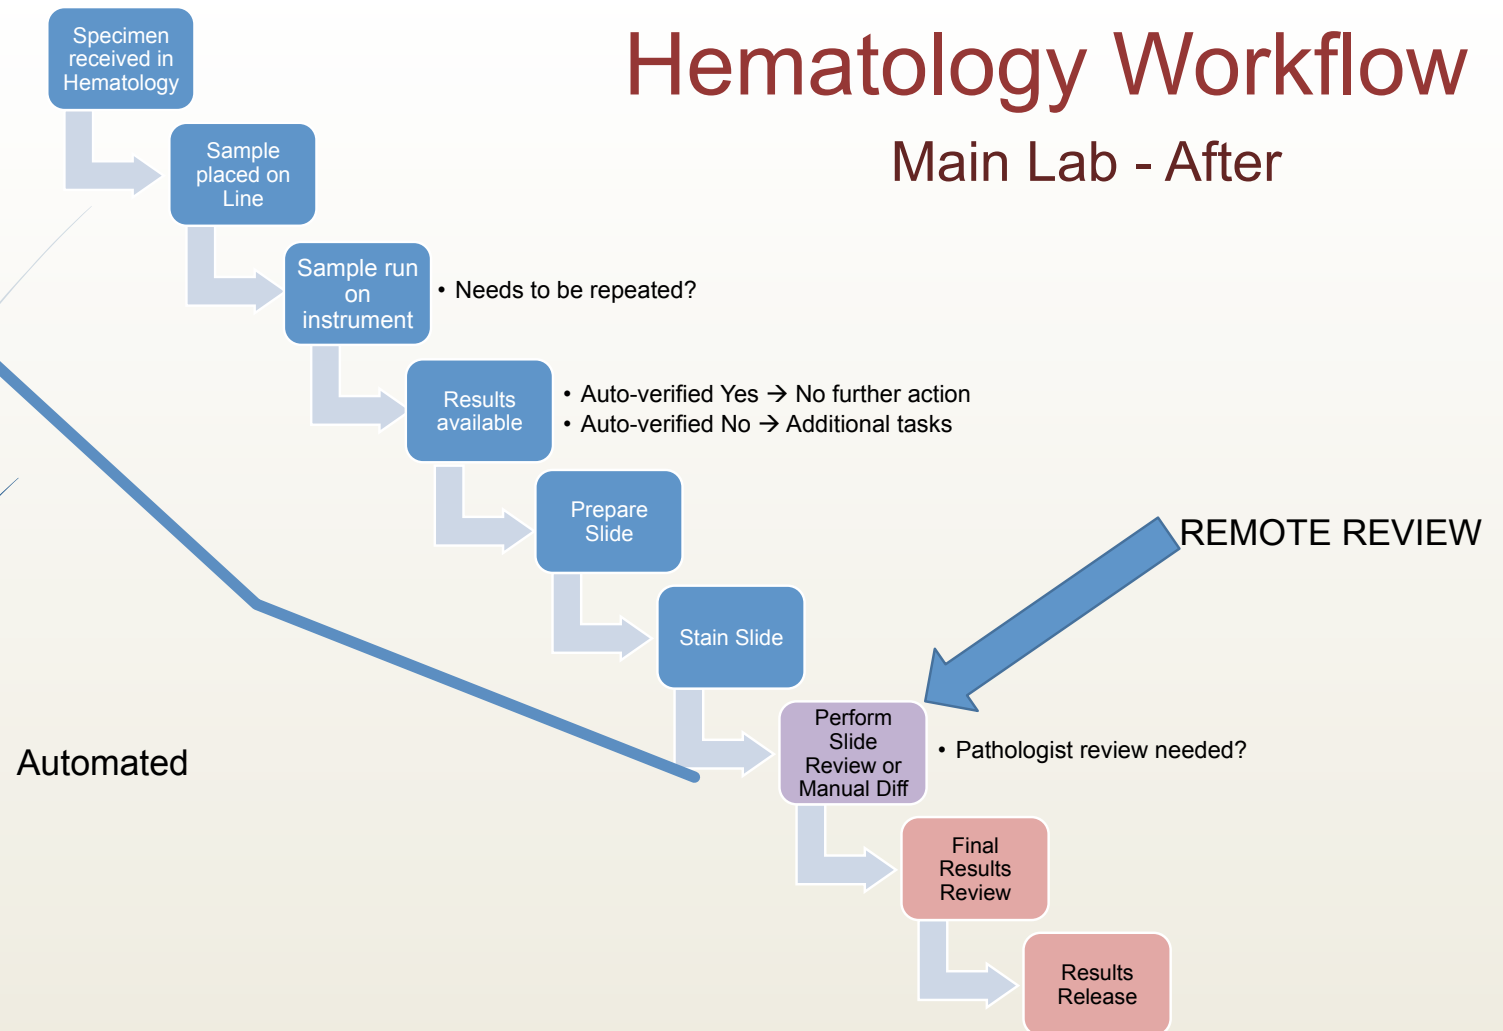 Hematology Workflow
Main Lab - After
Specimen
received in
Hematology
Sample
placed on
Line
Sample run
on
instrument
• Needs to be repeated?
Results
available
• Auto-verified Yes → No further action
• Auto-verified No → Additional tasks
Prepare
Slide
REMOTE REVIEW
Stain Slide
Perform
Slide
Review or
Manual Diff
• Pathologist review needed?
Automated
Final
Results
Review
Results
Release